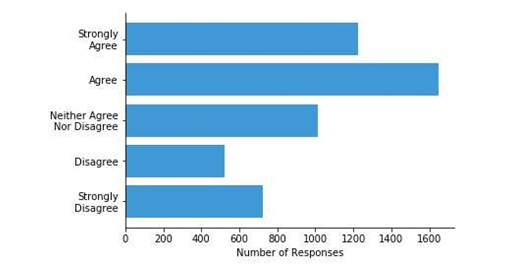 Strongly
Agree
Agree
Neither Agree
Nor Disagree
Disagree
Strongly
Disagree
0 200 400 600 800 1000 1200 1400 1600
Number of Responses